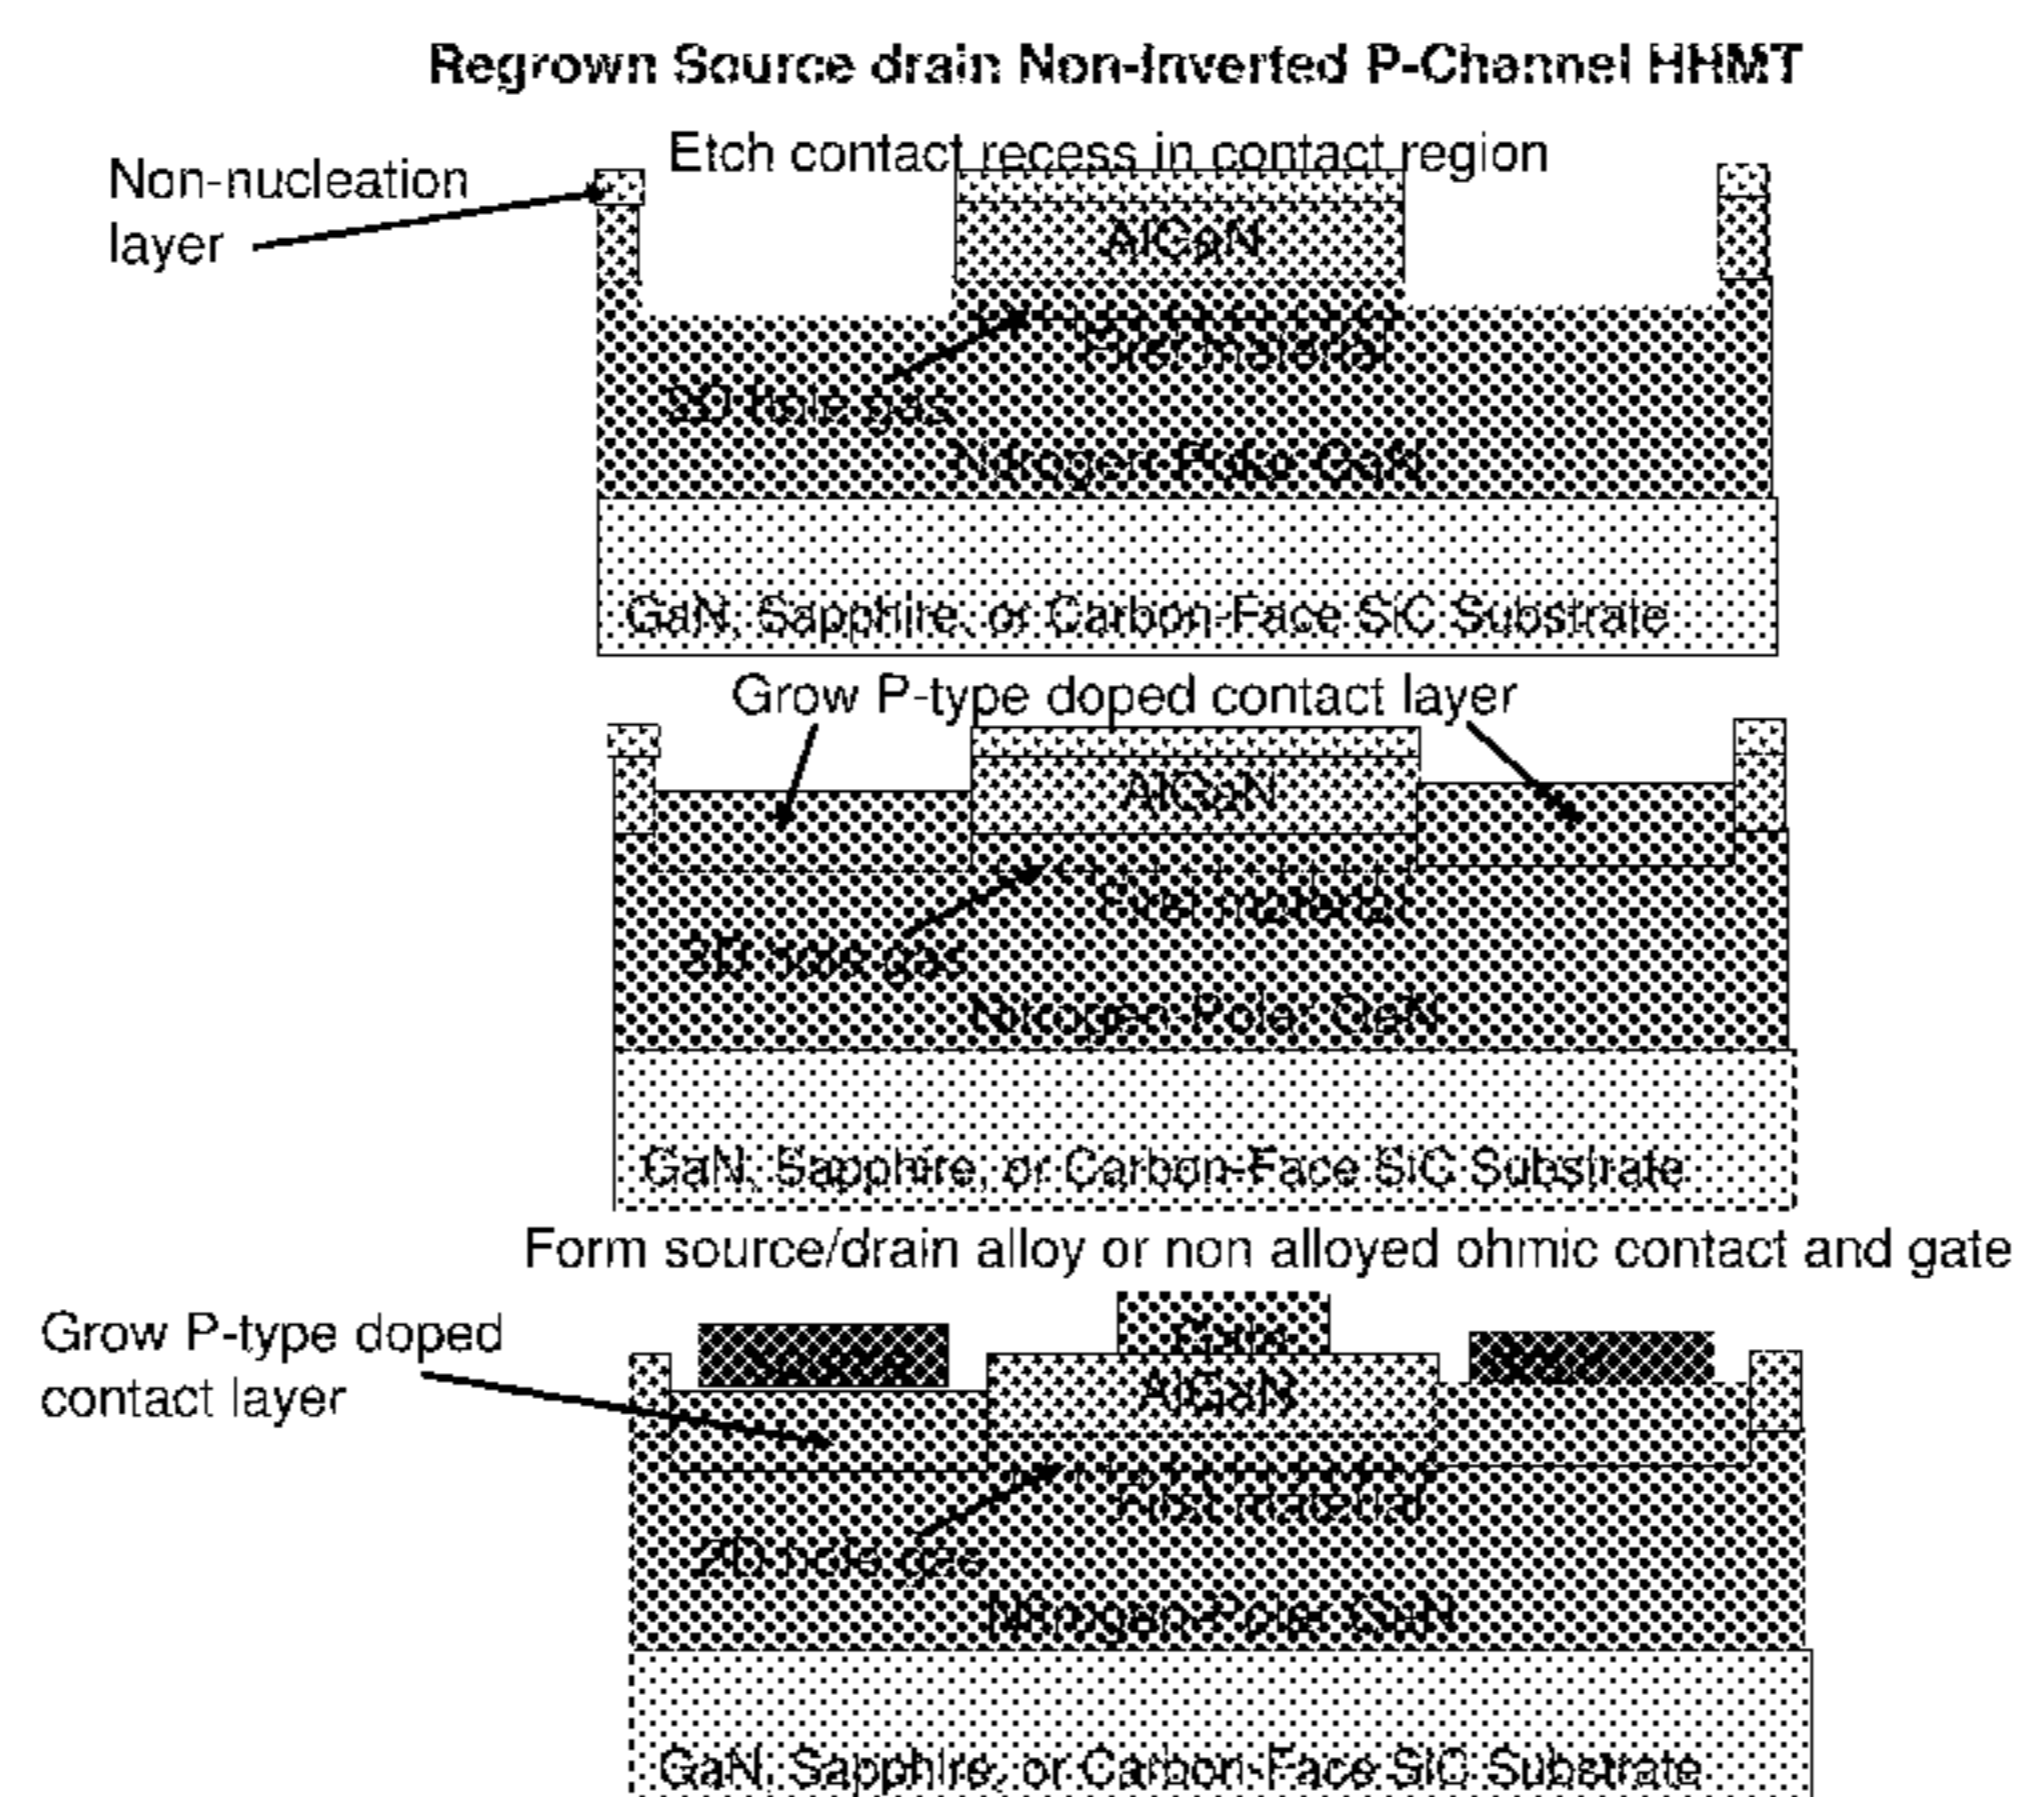 Regrown Source drain Non-Inverted P-Channel HHMT
Etch contact recess in contact region
Non-nucleation
layer
AlGaN
material
2D hole gas
Nitrogen GaN
GaN, Sapphire, or Carbon-Face SiC Substrate
Grow P-type doped contact layer
AlGaN
material
2D hole gas
Nitrogen-Polar GaN
GaN, Sapphire, or Carbon-Face SiC Substrate
Form source/drain alloy or non alloyed ohmic contact and gate
Grow P-type doped
contact layer
Gate
AlGaN
material
2D hole gas
Nitrogen-Polar GaN
GaN, Sapphire, or Carbon-Face SiC Substrate